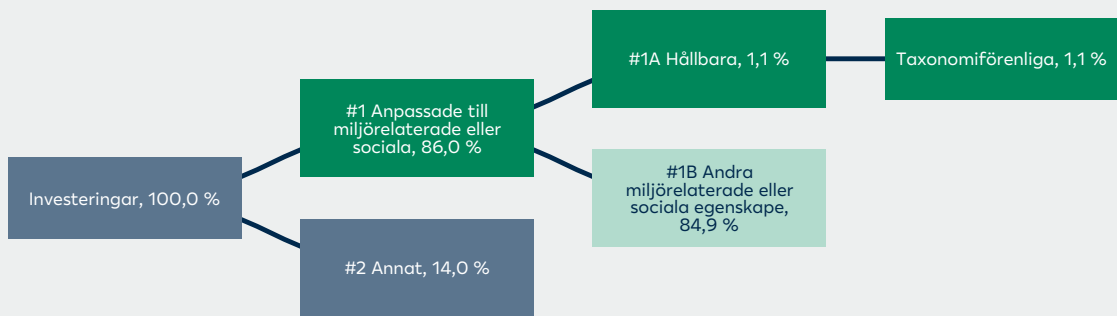 Investeringar, 100,0 %
#1 Anpassade till
miljörelaterade eller
sociala, 86,0 %
#2 Annat, 14,0 %
#1A Hållbara, 1,1 %
#1B Andra
miljörelaterade eller
sociala egenskape,
84,9 %
Taxonomiförenliga, 1,1 %